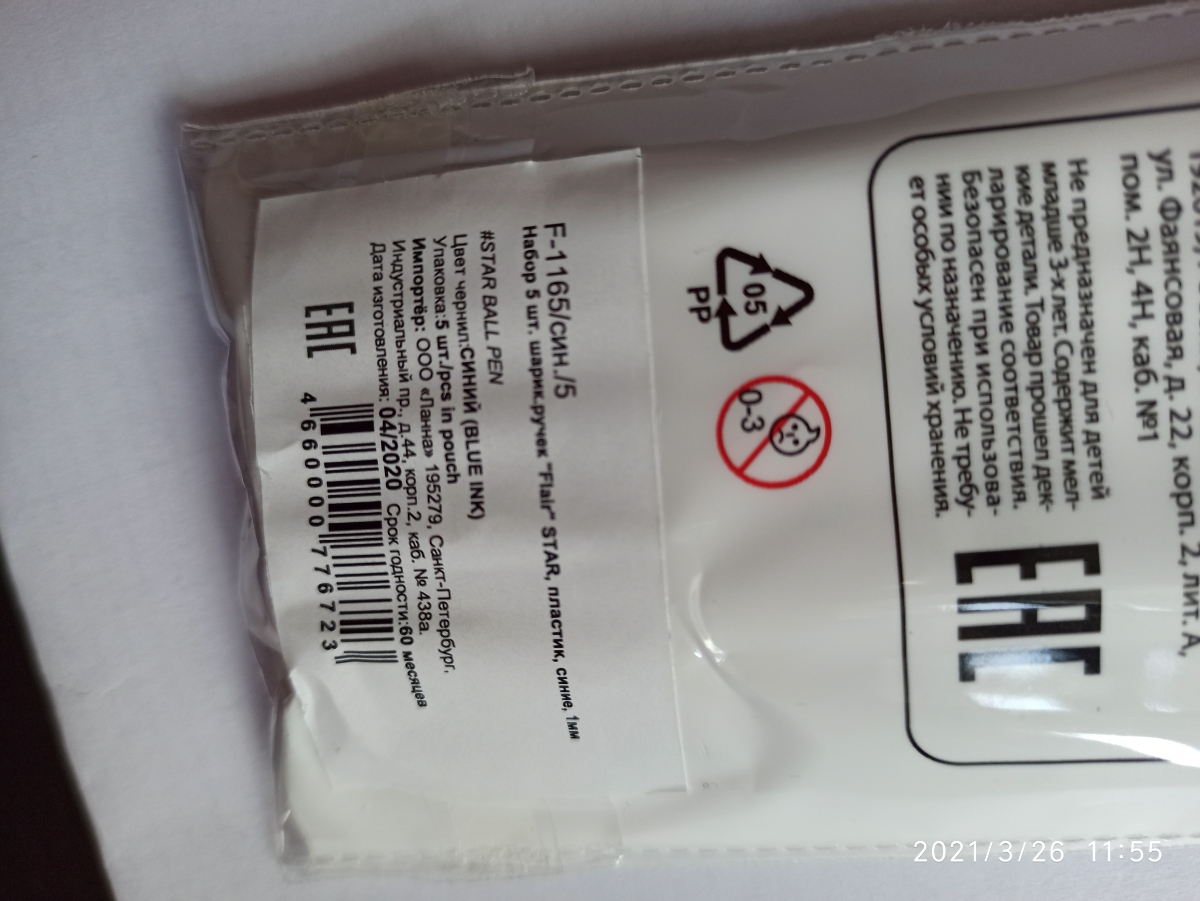 ул. Фаянсовая, д. 22, корп. 2, лит. А,
пом. 2Н, 4Н, каб. №1
Не предназначен для детей
младше 3-х лет. Содержит мел-
кие детали. Товар прошел дек-
ларирование соответствия.
Безопасен при использова-
нии по назначению. Не требу-
ет особых условий хранения.
ЕАС
05
PP
0-3
F-1165/син./5
Набор 5 шт. шарик.ручек "Flair" STAR, пластик, синие, 1мм
#STAR BALL PEN
Цвет чернил:СИНИЙ (BLUE INK)
Упаковка:5 шт./pcs in pouch
Импортёр: ООО «Ланна» 195279, Санкт-Петербург,
Индустриальный пр., д.44, корп.2, каб. № 438а.
Дата изготовления: 04/2020 Срок годности:60 месяцев
ЕАС
4660000776723
2021/3/26 11:55